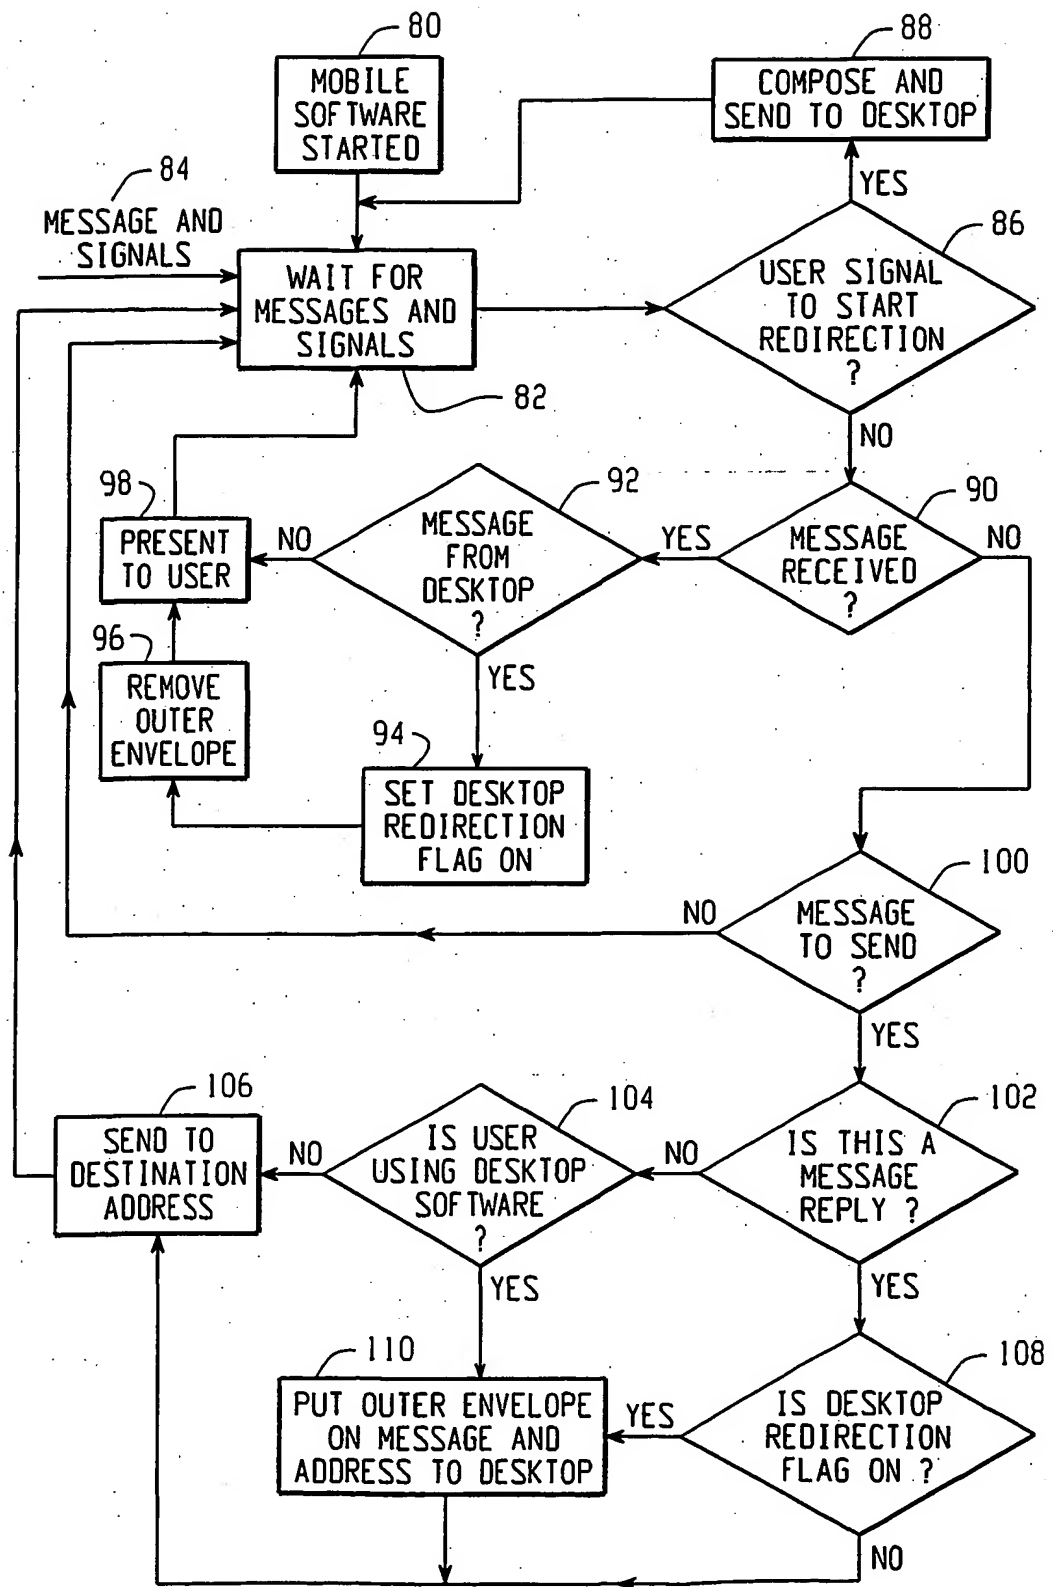 80
88
MOBILE
SOFTWARE
STARTED
COMPOSE AND
SEND TO DESKTOP
84
YES
MESSAGE AND
SIGNALS
86
WAIT FOR
MESSAGES AND
SIGNALS
USER SIGNAL
TO START
REDIRECTION
?
82
NO
98
92
90
PRESENT
TO USER
NO
MESSAGE
FROM
DESKTOP
?
YES
MESSAGE
RECEIVED
?
NO
96
REMOVE
OUTER
ENVELOPE
YES
94
SET DESKTOP
REDIRECTION
FLAG ON
100
NO
MESSAGE
TO SEND
?
YES
106
104
102
SEND TO
DESTINATION
ADDRESS
NO
IS USER
USING DESKTOP
SOFTWARE
?
NO
IS THIS A
MESSAGE
REPLY ?
YES
YES
110
108
PUT OUTER ENVELOPE
ON MESSAGE AND
ADDRESS TO DESKTOP
YES
IS DESKTOP
REDIRECTION
FLAG ON ?
NO